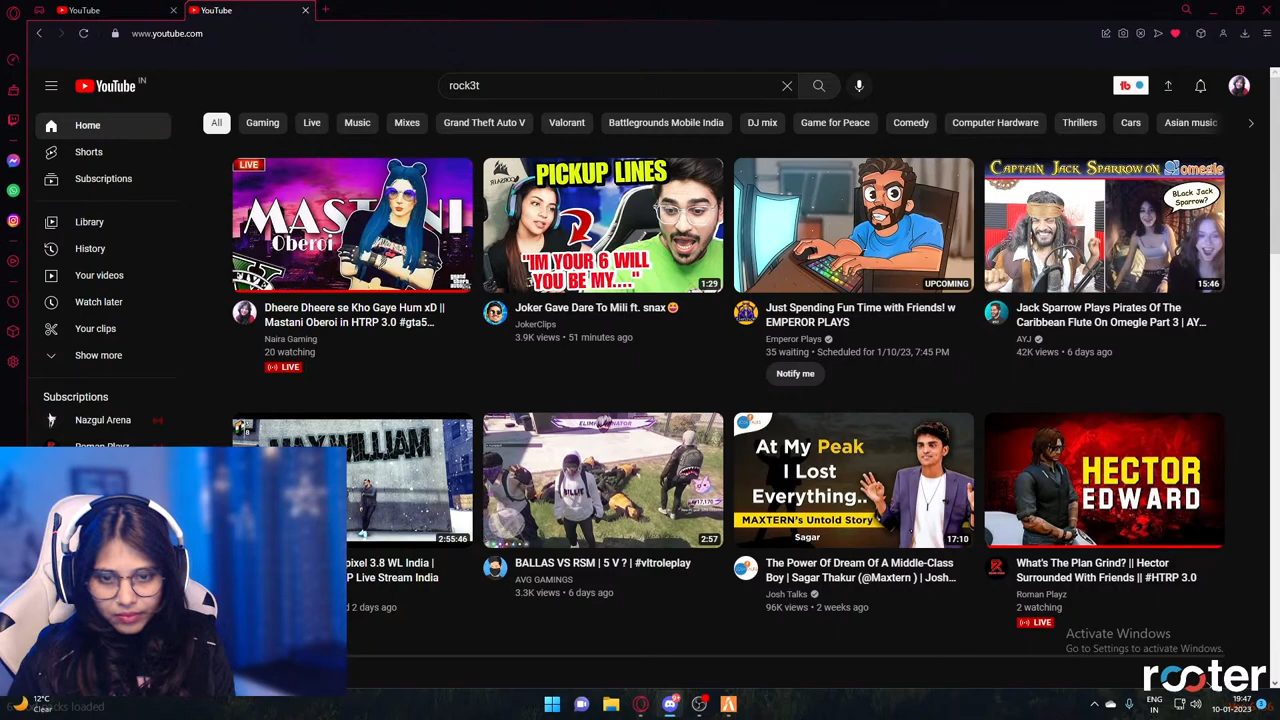 YouTube
YouTube
www.youtube.com
YouTube IN
rock3t
All
Gaming
Live
Music
Mixes
Grand Theft Auto V
Valorant
Battlegrounds Mobile India
DJ mix
Game for Peace
Comedy
Computer Hardware
Thrillers
Cars
Asian music
Home
Shorts
Subscriptions
Library
History
Your videos
Watch later
Your clips
Show more
Subscriptions
Nazgul Arena
Roman Playz
LIVE
MASTANI
Oberoi
Dheere Dheere se Kho Gaye Hum xD ||
Mastani Oberoi in HTRP 3.0 #gta5...
Naira Gaming
20 watching
LIVE
PICKUP LINES
"IM YOUR 6 WILL
YOU BE MY...."
1:29
Joker Gave Dare To Mili ft. snax
JokerClips
3.9K views • 51 minutes ago
UPCOMING
Just Spending Fun Time with Friends! w
EMPEROR PLAYS
Emperor Plays
35 waiting • Scheduled for 1/10/23, 7:45 PM
Notify me
CAPTAIN JACK SPARROW ON omegle
BLack Jack
Sparrow?
15:46
Jack Sparrow Plays Pirates Of The
Caribbean Flute On Omegle Part 3 | AY...
AYJ
42K views • 6 days ago
MAXWILLIAM
2:55:46
pixel 3.8 WL India |
P Live Stream India
d 2 days ago
BILLIE
2:57
BALLAS VS RSM | 5 V ? | #vltroleplay
AVG GAMINGS
3.3K views • 6 days ago
At My Peak
I Lost
Everything..
MAXTERN's Untold Story
Sagar
17:10
The Power Of Dream Of A Middle-Class
Boy | Sagar Thakur (@Maxtern ) | Josh...
Josh Talks
96K views • 2 weeks ago
HECTOR
EDWARD
What's The Plan Grind? || Hector
Surrounded With Friends || #HTRP 3.0
Roman Playz
2 watching
LIVE
Activate Windows
Go to Settings to activate Windows.
rooter
12°C
Clear
packs loaded
ENG
IN
19:47
10-01-2023